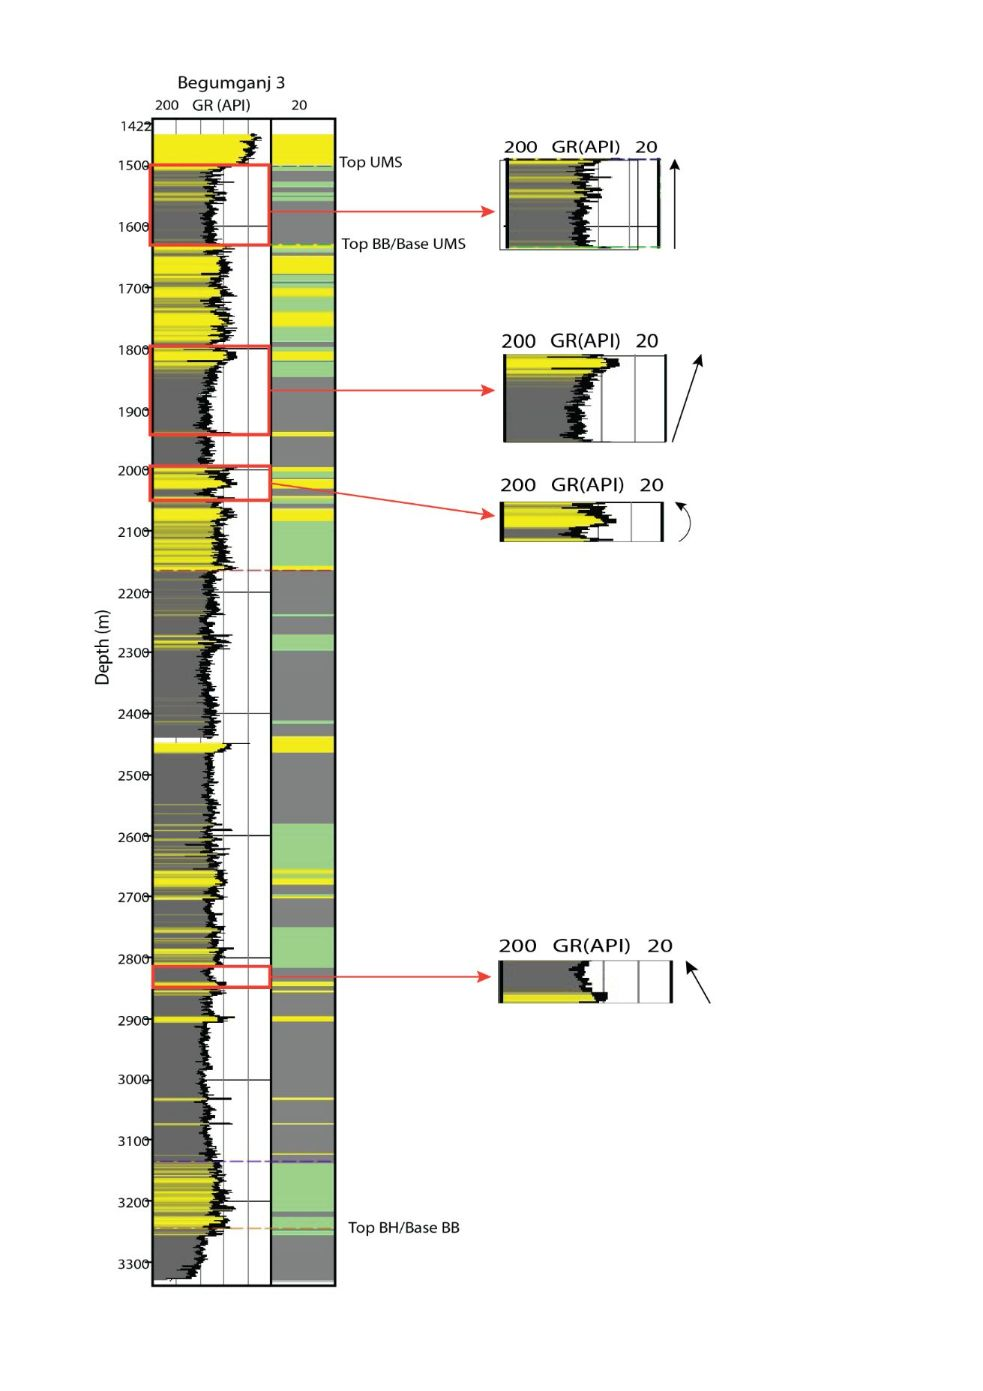 Begumganj 3
200 GR (API) 20
1422
1500
Top UMS
200 GR(API) 20
1600
Top BB/Base UMS
1700
1800
200 GR(API) 20
1900
2000
200 GR(API) 20
2100
2200
Depth (m)
2300
2400
2500
2600
2700
2800
200 GR(API) 20
2900
3000
3100
3200
Top BH/Base BB
3300